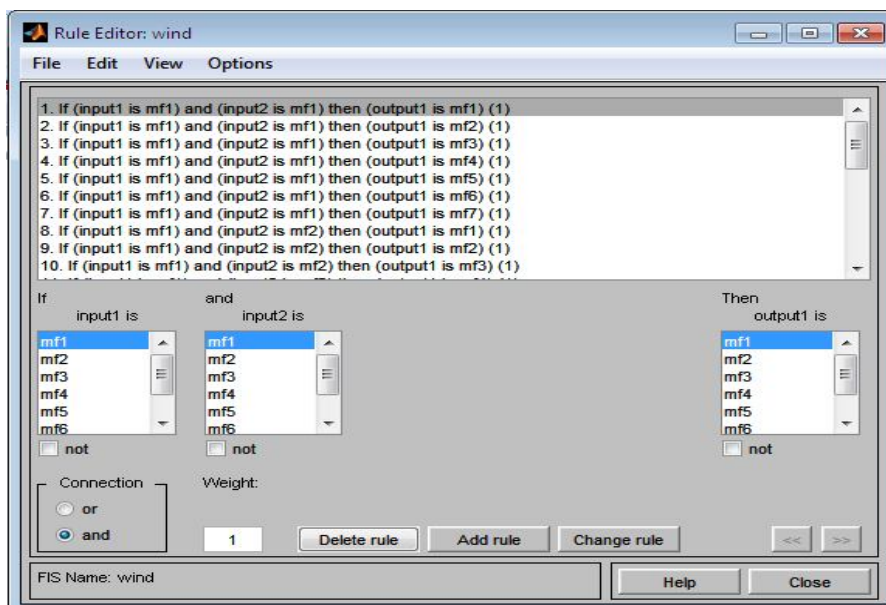 Rule Editor: wind
File Edit View Options
1. If (input1 is mf1) and (input2 is mf1) then (output1 is mf1) (1)
2. If (input1 is mf1) and (input2 is mf1) then (output1 is mf2) (1)
3. If (input1 is mf1) and (input2 is mf1) then (output1 is mf3) (1)
4. If (input1 is mf1) and (input2 is mf1) then (output1 is mf4) (1)
5. If (input1 is mf1) and (input2 is mf1) then (output1 is mf5) (1)
6. If (input1 is mf1) and (input2 is mf1) then (output1 is mf6) (1)
7. If (input1 is mf1) and (input2 is mf1) then (output1 is mf7) (1)
8. If (input1 is mf1) and (input2 is mf2) then (output1 is mf1) (1)
9. If (input1 is mf1) and (input2 is mf2) then (output1 is mf2) (1)
10. If (input1 is mf1) and (input2 is mf2) then (output1 is mf3) (1)
If and Then
input1 is input2 is output1 is
mf1 mf1 mf1
mf2 mf2 mf2
mf3 mf3 mf3
mf4 mf4 mf4
mf5 mf5 mf5
mf6 mf6 mf6
not not not
Connection Weight:
or
and 1 Delete rule Add rule Change rule << >>
FIS Name: wind Help Close